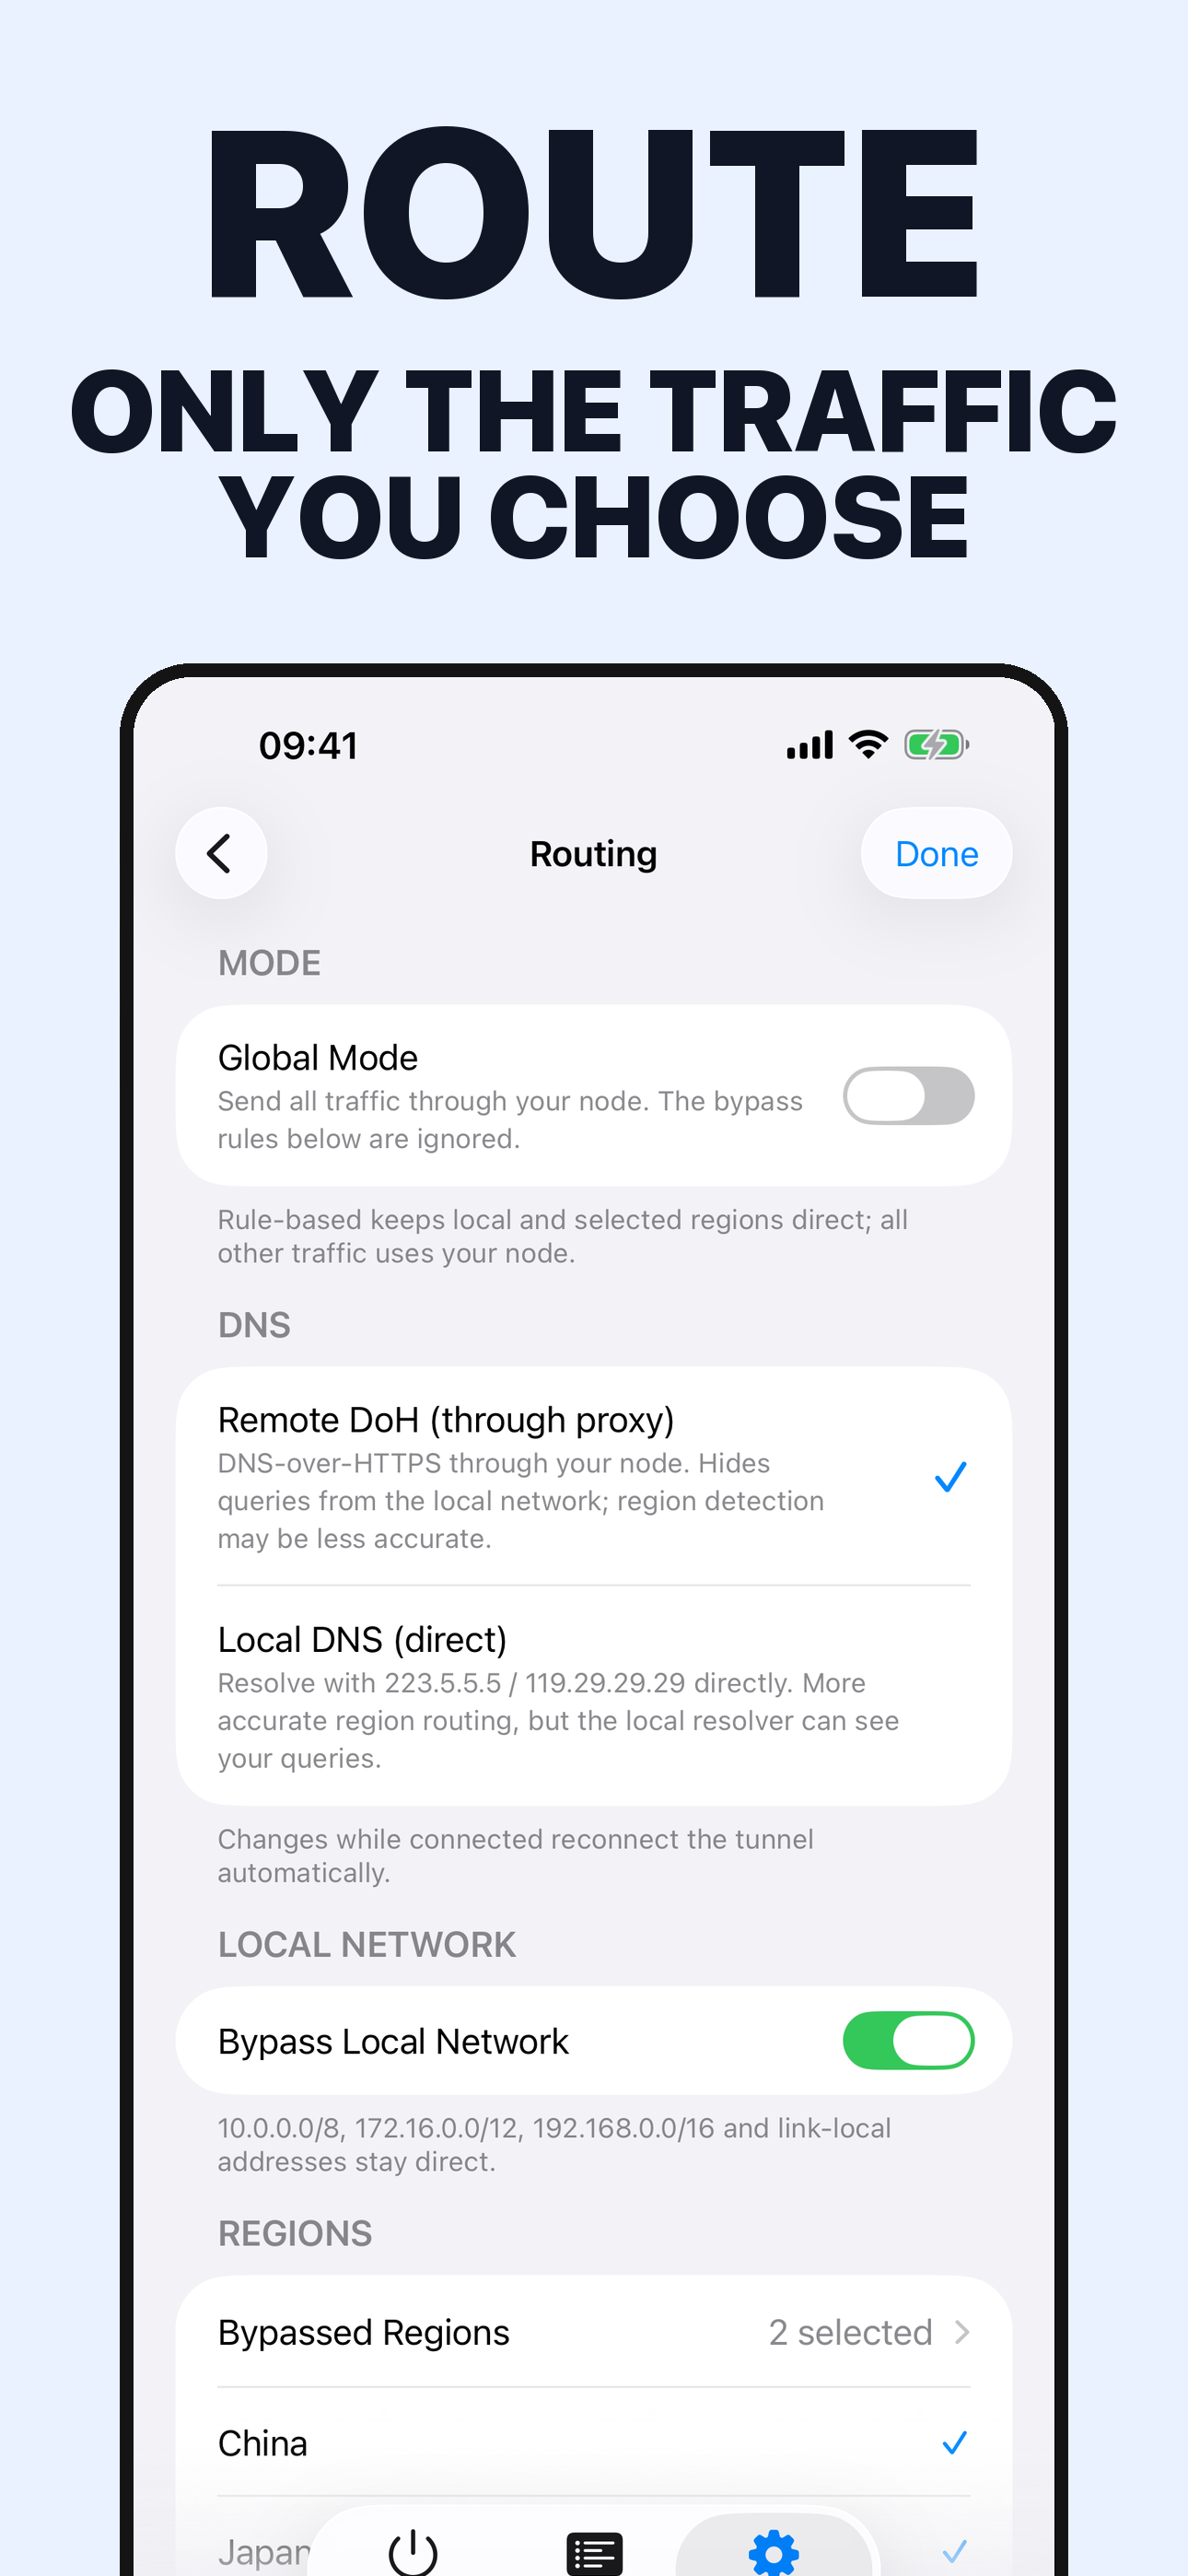 ROUTE
ONLY THE TRAFFIC
YOU CHOOSE
09:41
Routing
Done
MODE
Global Mode
Send all traffic through your node. The bypass
rules below are ignored.
Rule-based keeps local and selected regions direct; all
other traffic uses your node.
DNS
Remote DoH (through proxy)
DNS-over-HTTPS through your node. Hides
queries from the local network; region detection
may be less accurate.
Local DNS (direct)
Resolve with 223.5.5.5 / 119.29.29.29 directly. More
accurate region routing, but the local resolver can see
your queries.
Changes while connected reconnect the tunnel
automatically.
LOCAL NETWORK
Bypass Local Network
10.0.0.0/8, 172.16.0.0/12, 192.168.0.0/16 and link-local
addresses stay direct.
REGIONS
Bypassed Regions
2 selected
China
Japan